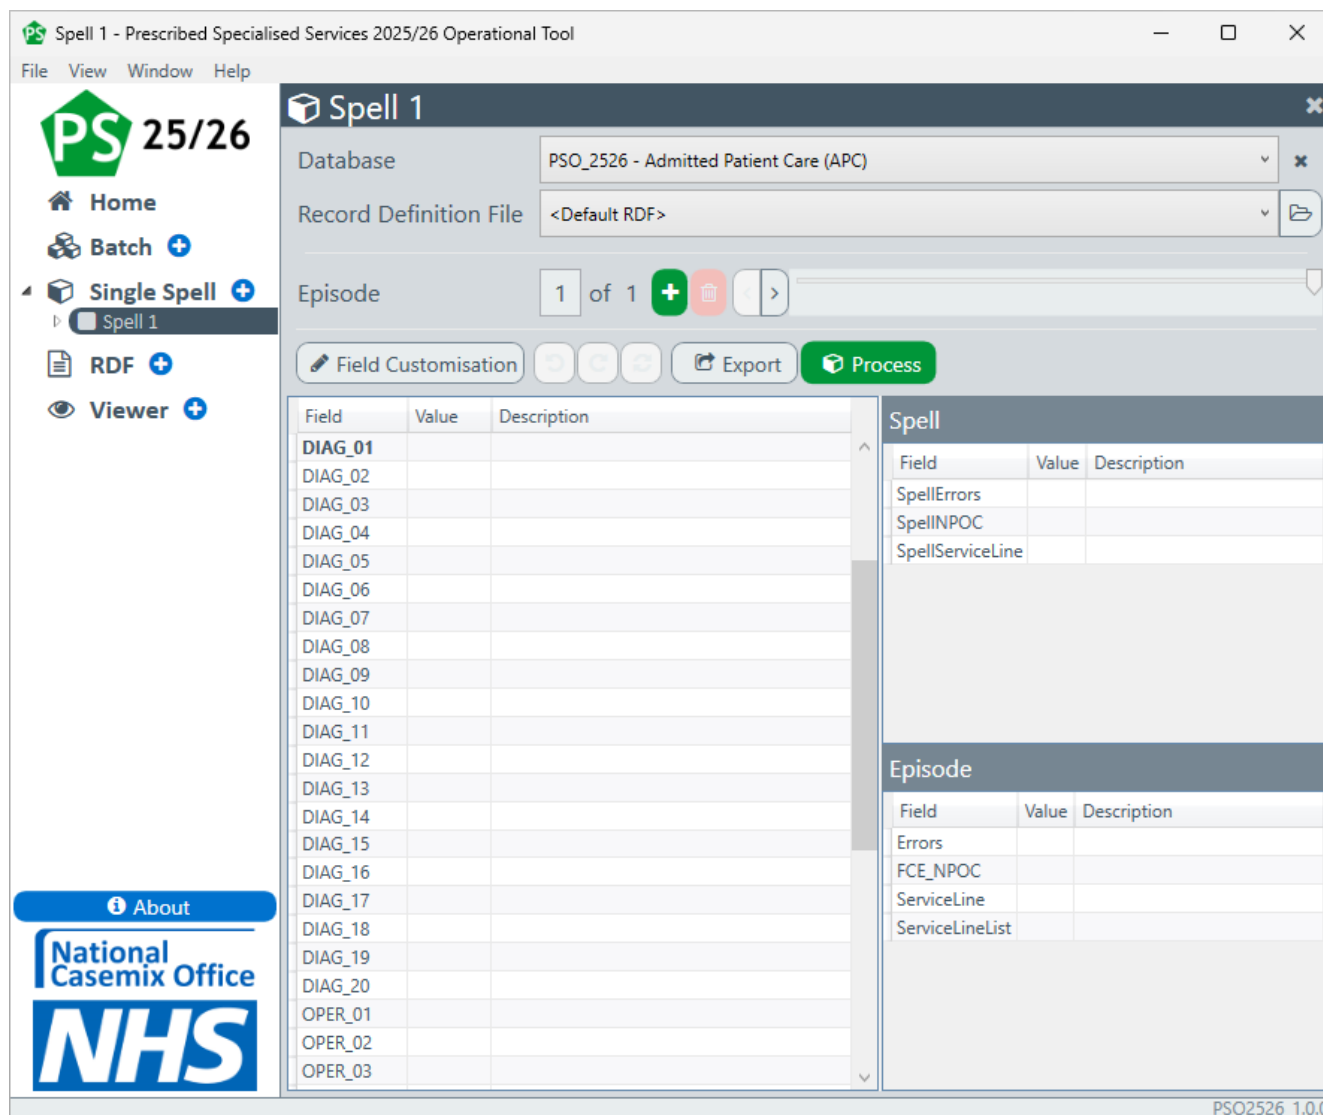 Spell 1 - Prescribed Specialised Services 2025/26 Operational Tool
File View Window Help
PS 25/26
Home
Batch
Single Spell
Spell 1
RDF
Viewer
About
National
Casemix Office
NHS
Spell 1
Database PSO_2526 - Admitted Patient Care (APC)
Record Definition File <Default RDF>
Episode 1 of 1
Field Customisation Export Process
Field Value Description
DIAG_01
DIAG_02
DIAG_03
DIAG_04
DIAG_05
DIAG_06
DIAG_07
DIAG_08
DIAG_09
DIAG_10
DIAG_11
DIAG_12
DIAG_13
DIAG_14
DIAG_15
DIAG_16
DIAG_17
DIAG_18
DIAG_19
DIAG_20
OPER_01
OPER_02
OPER_03
Spell
Field Value Description
SpellErrors
SpellNPOC
SpellServiceLine
Episode
Field Value Description
Errors
FCE_NPOC
ServiceLine
ServiceLineList